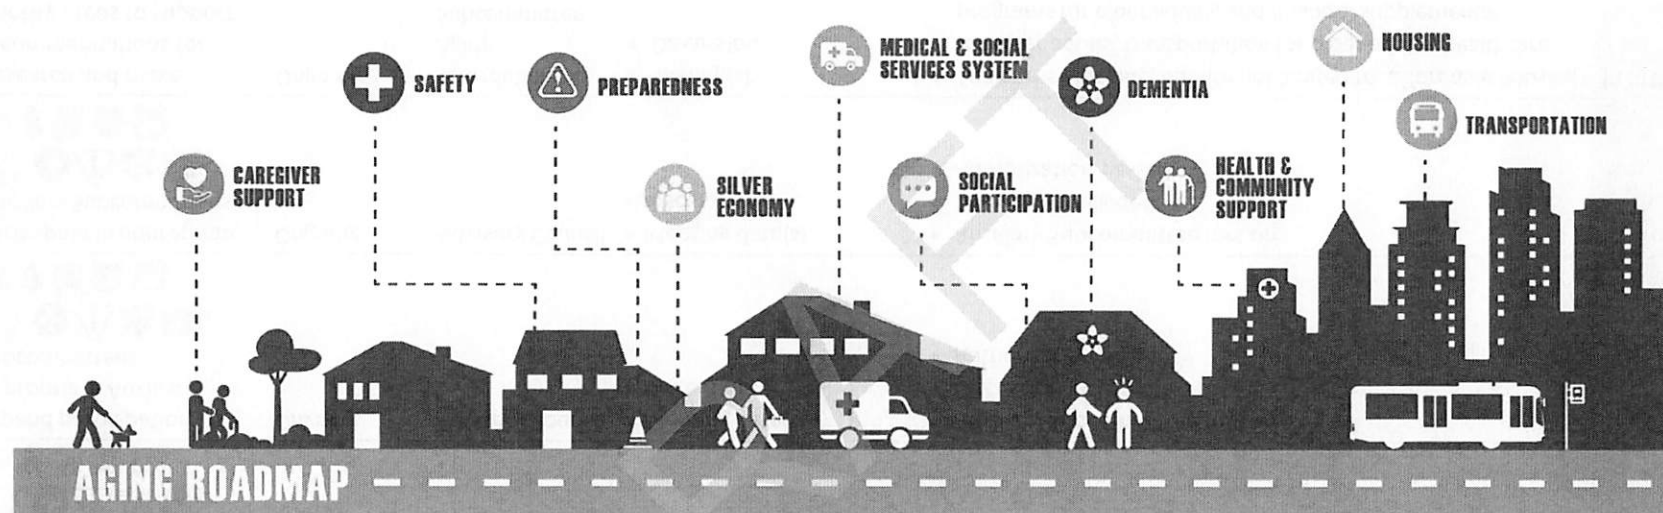 SAFETY
PREPAREDNESS
MEDICAL & SOCIAL
SERVICES SYSTEM
DEMENTIA
HOUSING
TRANSPORTATION
CAREGIVER
SUPPORT
SILVER
ECONOMY
SOCIAL
PARTICIPATION
HEALTH &
COMMUNITY
SUPPORT
DRAFT
AGING ROADMAP